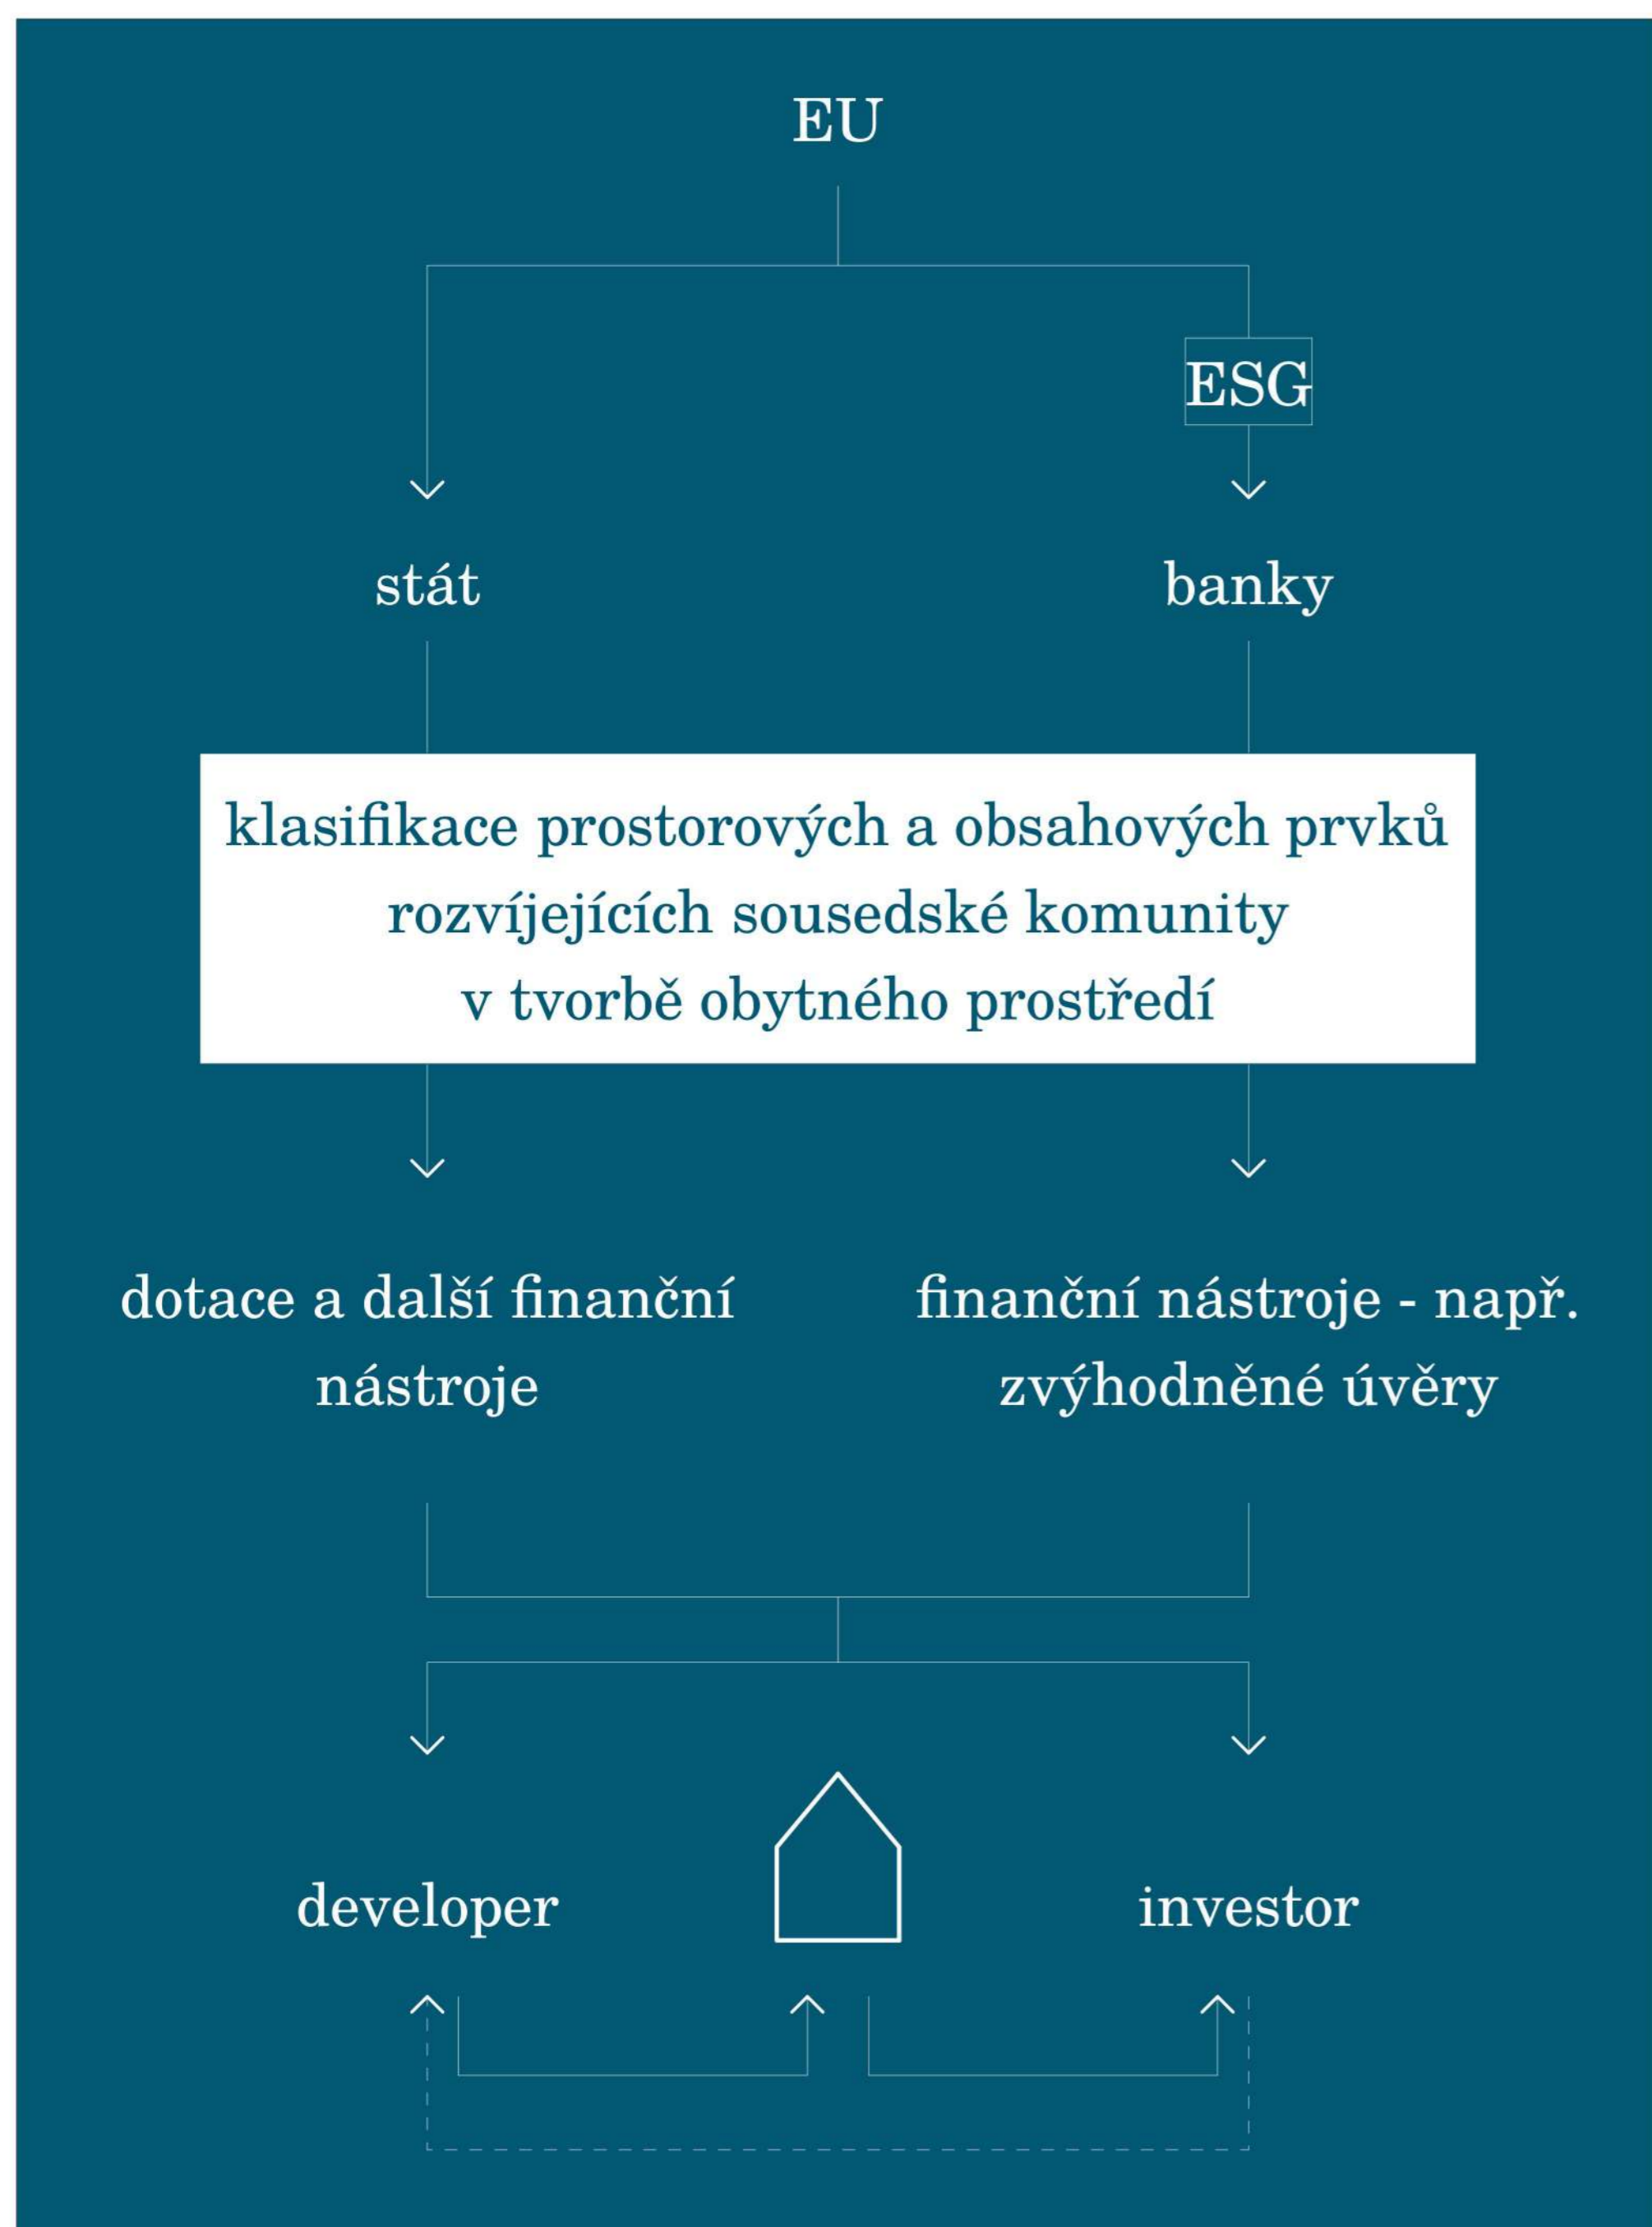 EU
ESG
stát
banky
klasifikace prostorových a obsahových prvků
rozvíjejících sousedské komunity
v tvorbě obytného prostředí
dotace a další finanční
nástroje
finanční nástroje - např.
zvýhodněné úvěry
developer
investor